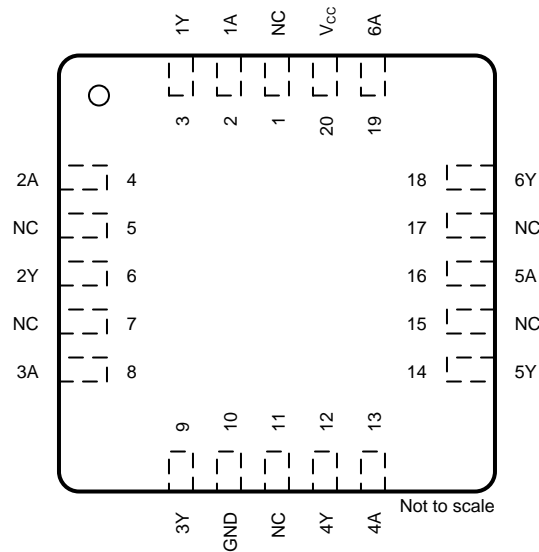 1Y 1A NC VCC 6A
3 2 1 20 19
2A 4 18 6Y
NC 5 17 NC
2Y 6 16 5A
NC 7 15 NC
3A 8 14 5Y
9 10 11 12 13
3Y GND NC 4Y 4A
Not to scale